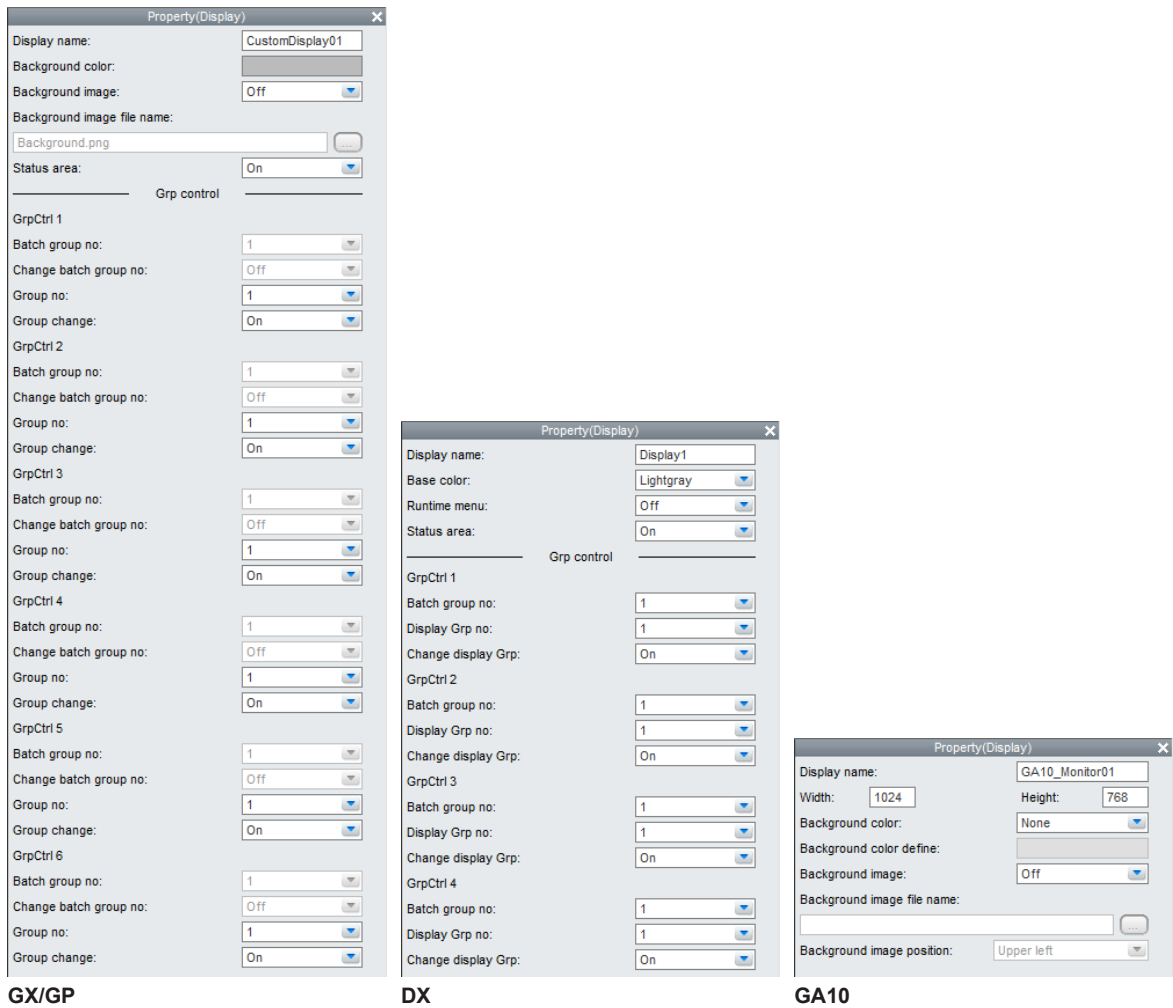 Property(Display)
Display name: CustomDisplay01
Background color:
Background image: Off
Background image file name:
Background.png ...
Status area: On
Grp control
GrpCtrl 1
Batch group no: 1
Change batch group no: Off
Group no: 1
Group change: On
GrpCtrl 2
Batch group no: 1
Change batch group no: Off
Group no: 1
Group change: On
GrpCtrl 3
Batch group no: 1
Change batch group no: Off
Group no: 1
Group change: On
GrpCtrl 4
Batch group no: 1
Change batch group no: Off
Group no: 1
Group change: On
GrpCtrl 5
Batch group no: 1
Change batch group no: Off
Group no: 1
Group change: On
GrpCtrl 6
Batch group no: 1
Change batch group no: Off
Group no: 1
Group change: On
GX/GP
Property(Display)
Display name: Display1
Base color: Lightgray
Runtime menu: Off
Status area: On
Grp control
GrpCtrl 1
Batch group no: 1
Display Grp no: 1
Change display Grp: On
GrpCtrl 2
Batch group no: 1
Display Grp no: 1
Change display Grp: On
GrpCtrl 3
Batch group no: 1
Display Grp no: 1
Change display Grp: On
GrpCtrl 4
Batch group no: 1
Display Grp no: 1
Change display Grp: On
DX
Property(Display)
Display name: GA10_Monitor01
Width: 1024 Height: 768
Background color: None
Background color define:
Background image: Off
Background image file name:
...
Background image position: Upper left
GA10